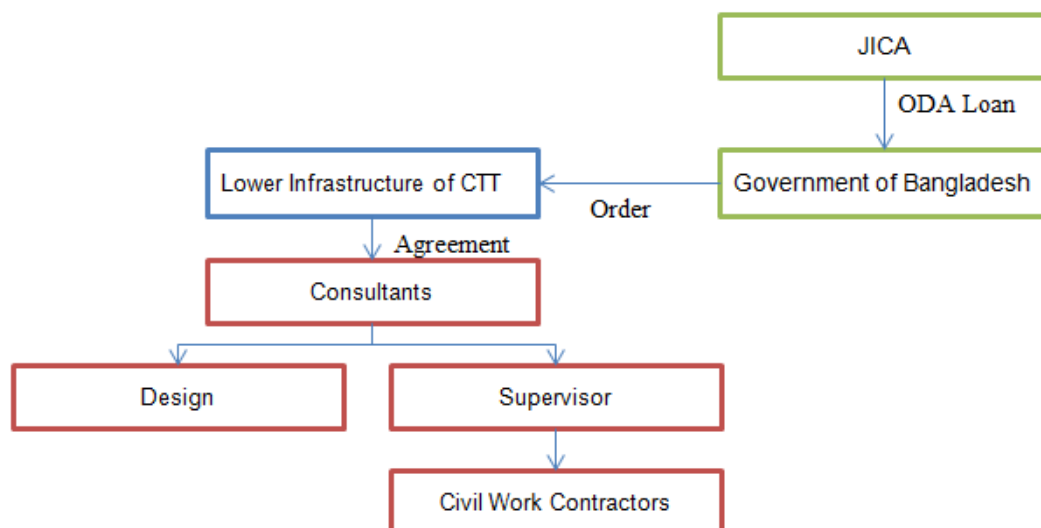 JICA
ODA Loan
Lower Infrastructure of CTT
Government of Bangladesh
Order
Agreement
Consultants
Design
Supervisor
Civil Work Contractors